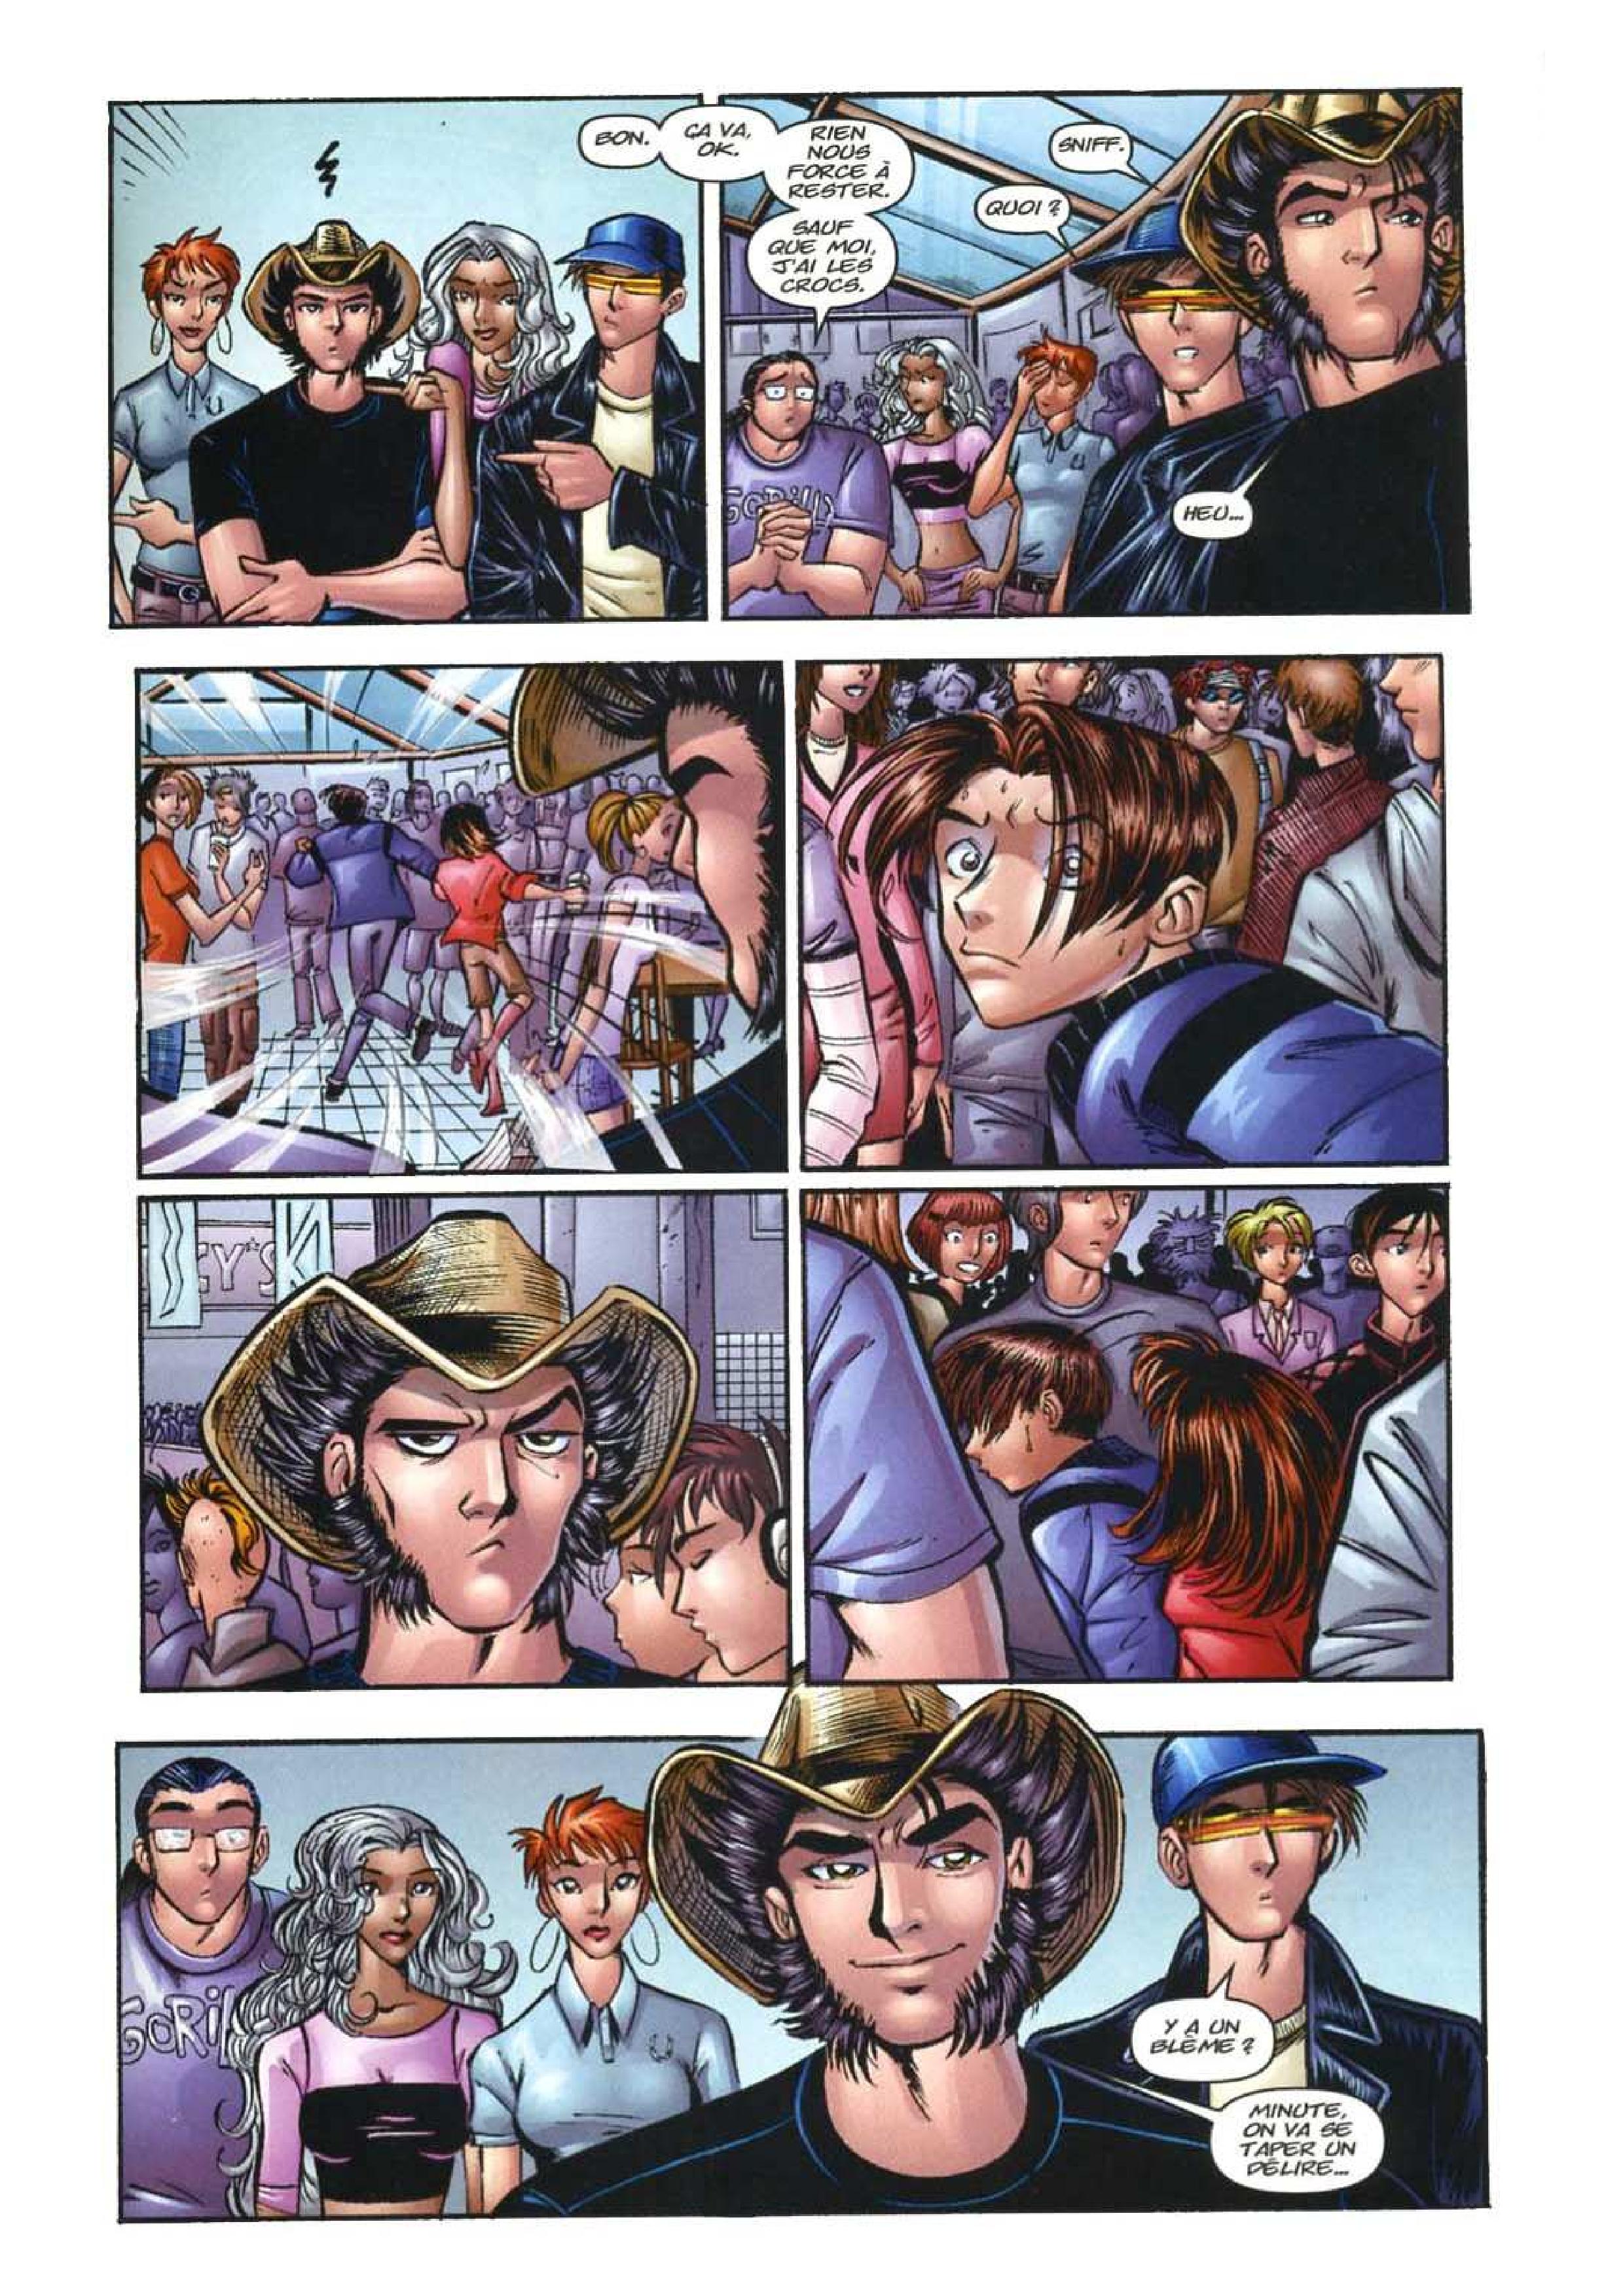 BON.
ÇA VA,
OK.
RIEN
NOUS
FORCE À
RESTER.
SAUF
QUE MOI,
J'AI LES
CROCS.
SNIFF.
QUOI ?
HEU...
Y A UN
BLÈME ?
MINUTE,
ON VA SE
TAPER UN
DÉLIRE...